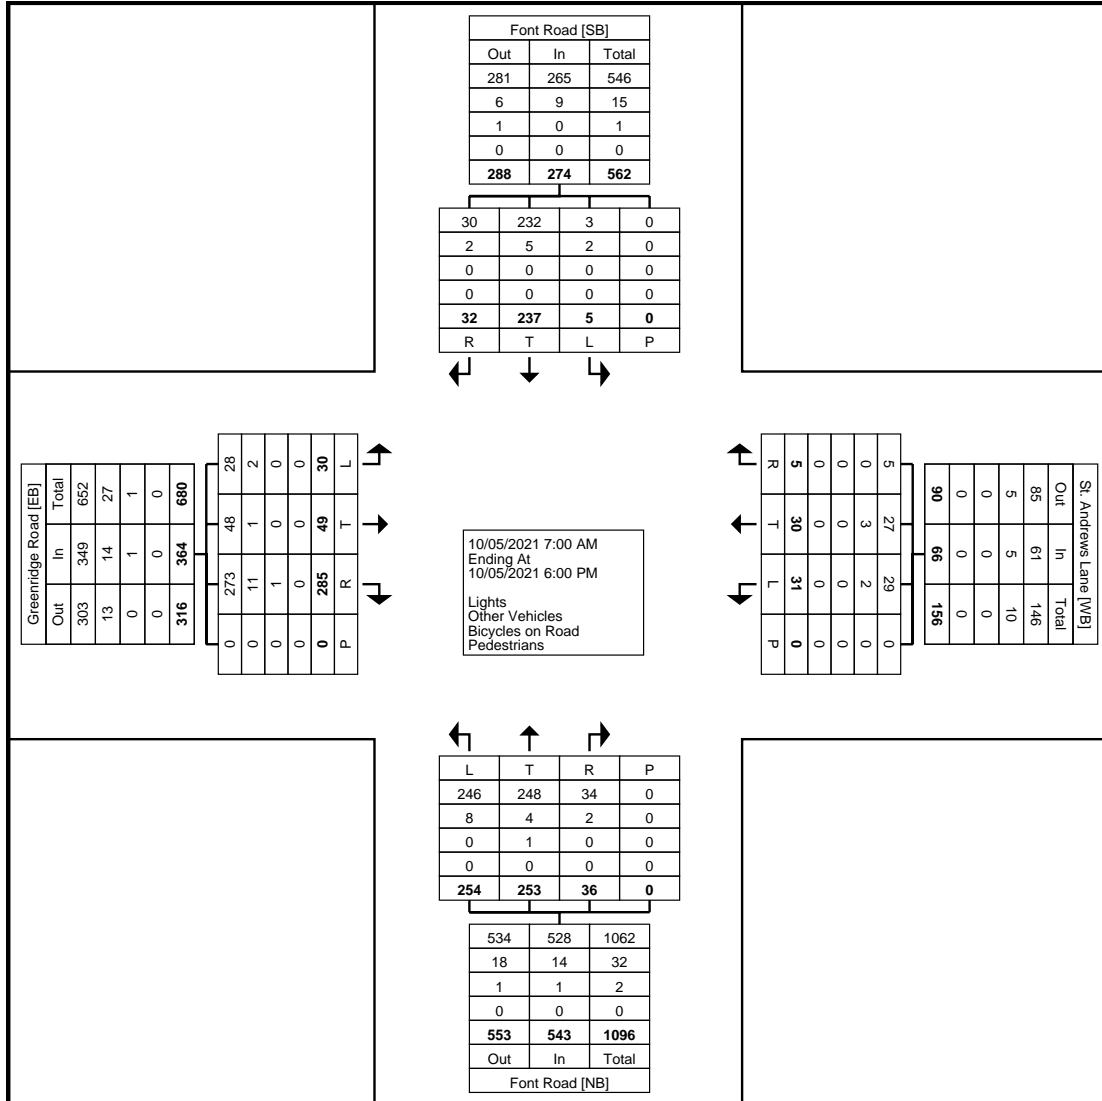 Font Road [SB]
Out In Total
281 265 546
6 9 15
1 0 1
0 0 0
288 274 562
30 232 3 0
2 5 2 0
0 0 0 0
0 0 0 0
32 237 5 0
R T L P
Greenridge Road [EB]
Total In Out
652 349 303
27 14 13
1 1 0
0 0 0
680 364 316
28 48 273 0
2 1 11 0
0 0 1 0
0 0 0 0
30 49 285 0
L T R P
10/05/2021 7:00 AM
Ending At
10/05/2021 6:00 PM
Lights
Other Vehicles
Bicycles on Road
Pedestrians
R T L P
5 30 31 0
0 0 0 0
0 0 0 0
0 3 2 0
5 27 29 0
St. Andrews Lane [WB]
Out In Total
85 61 146
5 5 10
0 0 0
0 0 0
90 66 156
L T R P
246 248 34 0
8 4 2 0
0 1 0 0
0 0 0 0
254 253 36 0
534 528 1062
18 14 32
1 1 2
0 0 0
553 543 1096
Out In Total
Font Road [NB]